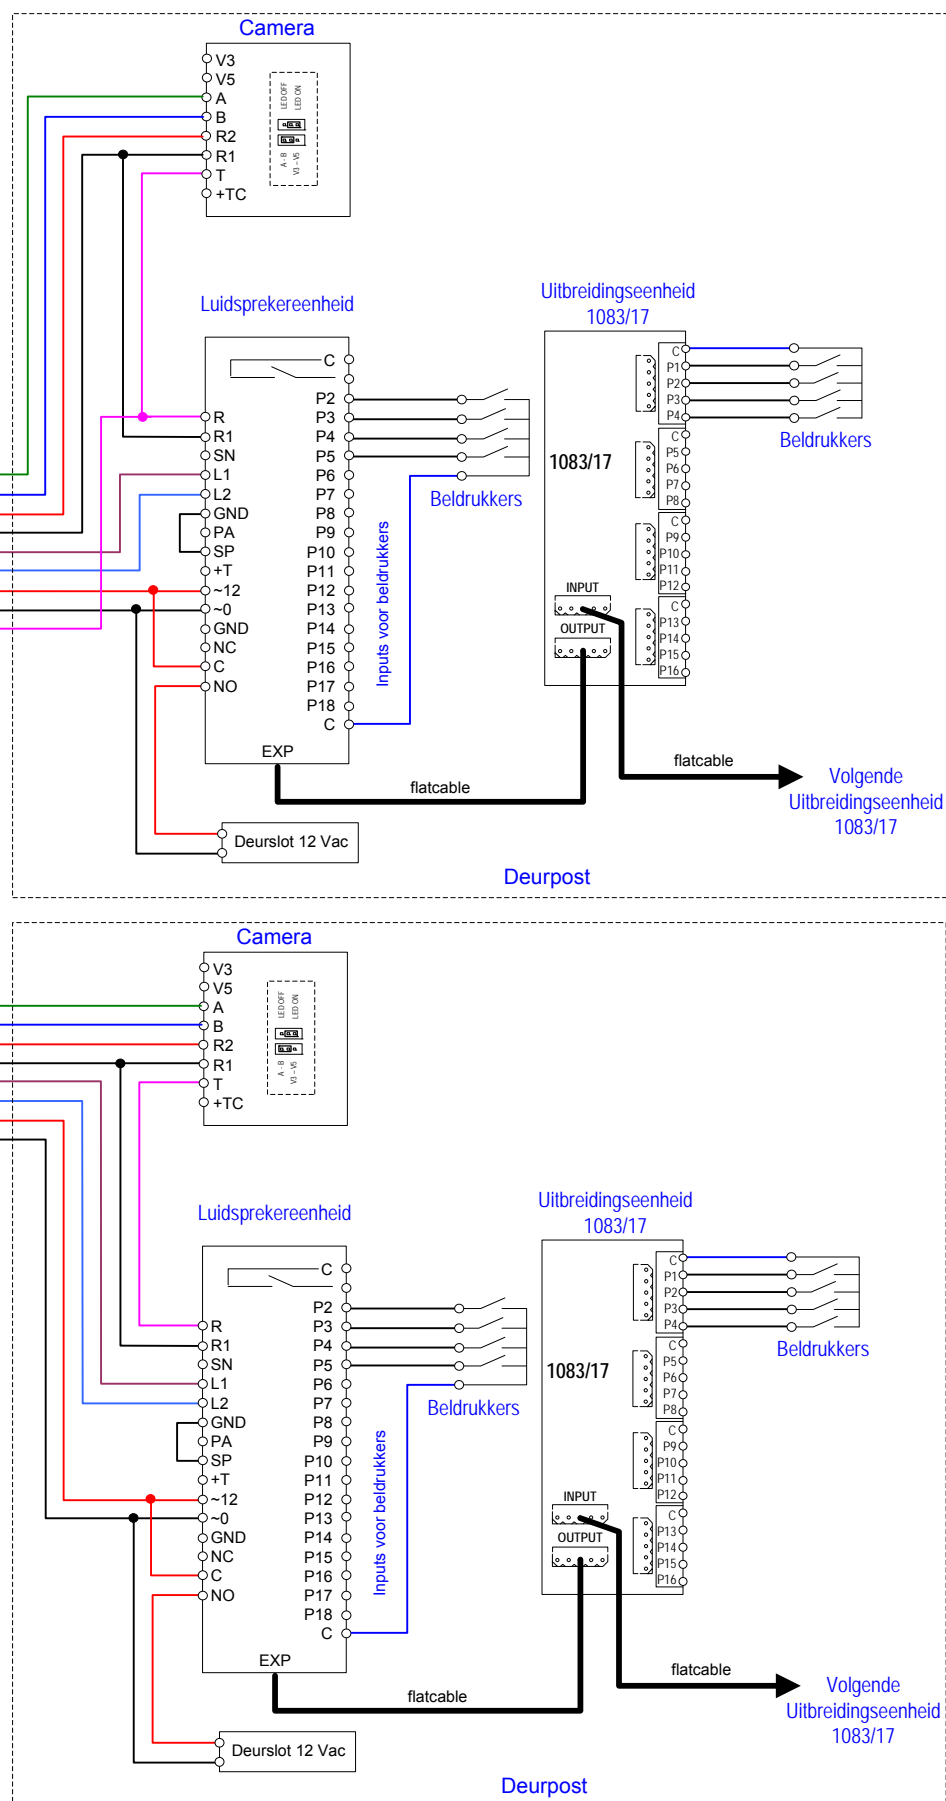 Camera
V3
V5
A
B
R2
R1
T
+TC
LED OFF
LED ON
A - B
V3 – V5
Luidsprekereenheid
C
R
R1
SN
L1
L2
GND
PA
SP
+T
~12
~0
GND
NC
C
NO
P2
P3
P4
P5
P6
P7
P8
P9
P10
P11
P12
P13
P14
P15
P16
P17
P18
C
EXP
Inputs voor beldrukkers
Beldrukkers
Uitbreidingseenheid
1083/17
C
P1
P2
P3
P4
C
P5
P6
P7
P8
C
P9
P10
P11
P12
C
P13
P14
P15
P16
1083/17
INPUT
OUTPUT
Beldrukkers
flatcable
flatcable
Volgende
Uitbreidingseenheid
1083/17
Deurslot 12 Vac
Deurpost
Camera
V3
V5
A
B
R2
R1
T
+TC
LED OFF
LED ON
A - B
V3 – V5
Luidsprekereenheid
C
R
R1
SN
L1
L2
GND
PA
SP
+T
~12
~0
GND
NC
C
NO
P2
P3
P4
P5
P6
P7
P8
P9
P10
P11
P12
P13
P14
P15
P16
P17
P18
C
EXP
Inputs voor beldrukkers
Beldrukkers
Uitbreidingseenheid
1083/17
C
P1
P2
P3
P4
C
P5
P6
P7
P8
C
P9
P10
P11
P12
C
P13
P14
P15
P16
1083/17
INPUT
OUTPUT
Beldrukkers
flatcable
flatcable
Volgende
Uitbreidingseenheid
1083/17
Deurslot 12 Vac
Deurpost